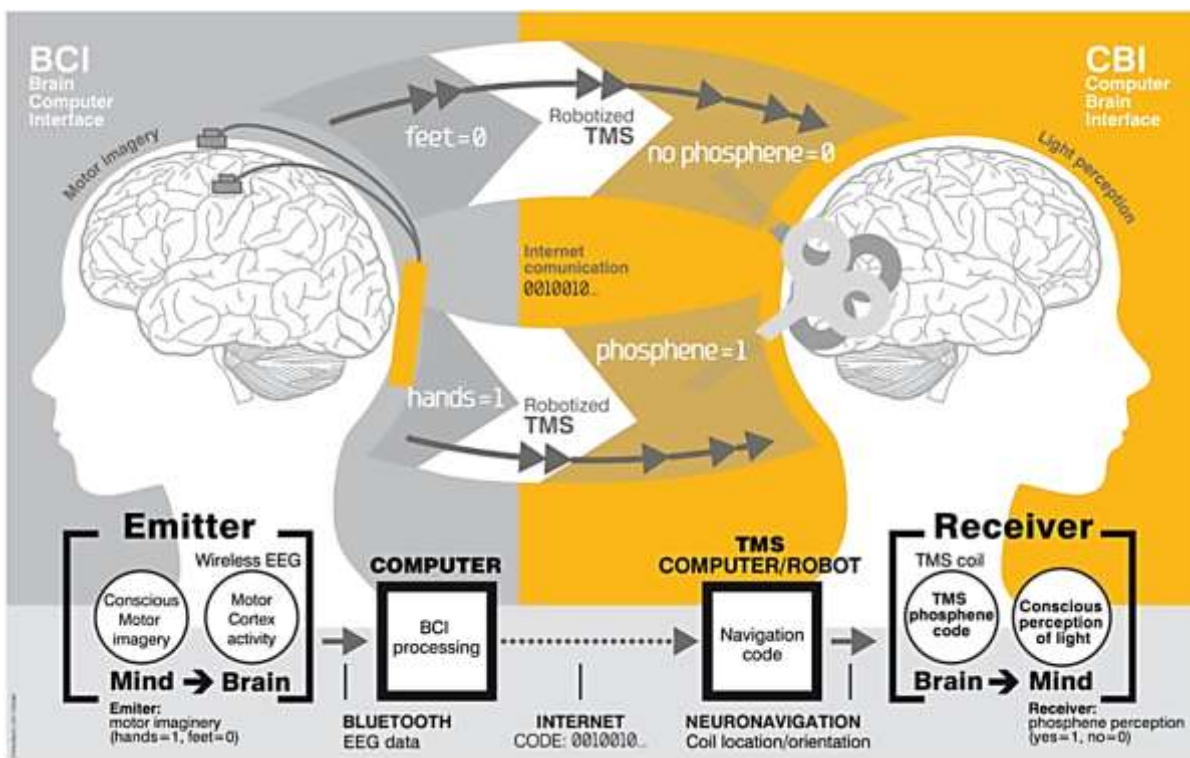 BCI
Brain
Computer
Interface
CBI
Computer
Brain
Interface
Motor imagery
Light perception
feet=0
Robotized
TMS
no phosphene=0
Internet
comunication
0010010...
phosphene=1
hands=1
Robotized
TMS
Emitter
Wireless EEG
Conscious
Motor
imagery
Motor
Cortex
activity
Mind → Brain
Emiter:
motor imaginery
(hands=1, feet=0)
COMPUTER
BCI
processing
BLUETOOTH
EEG data
INTERNET
CODE: 0010010...
TMS
COMPUTER/ROBOT
Navigation
code
NEURONAVIGATION
Coil location/orientation
Receiver
TMS coil
TMS
phosphene
code
Conscious
perception
of light
Brain → Mind
Receiver:
phosphene perception
(yes=1, no=0)